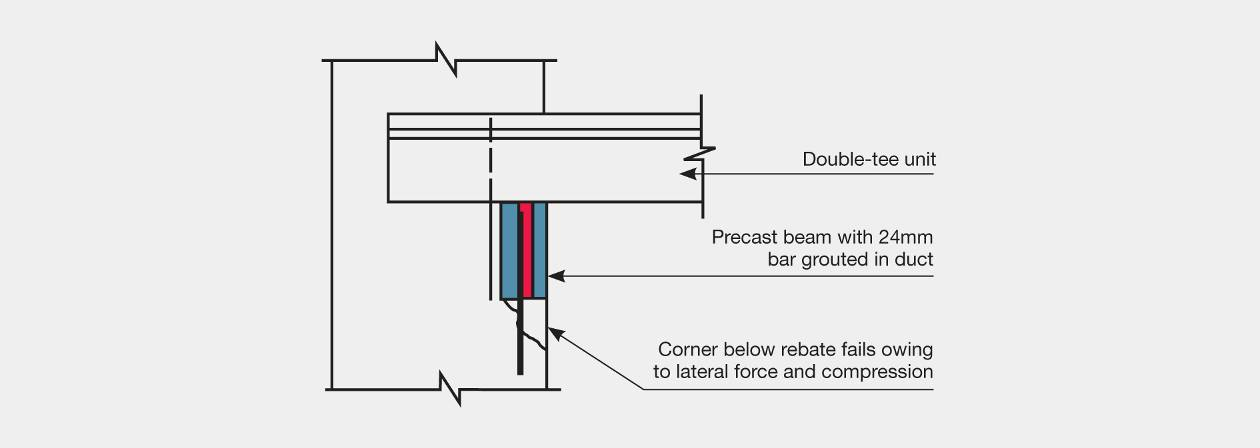 Double-tee unit
Precast beam with 24mm
bar grouted in duct
Corner below rebate fails owing
to lateral force and compression